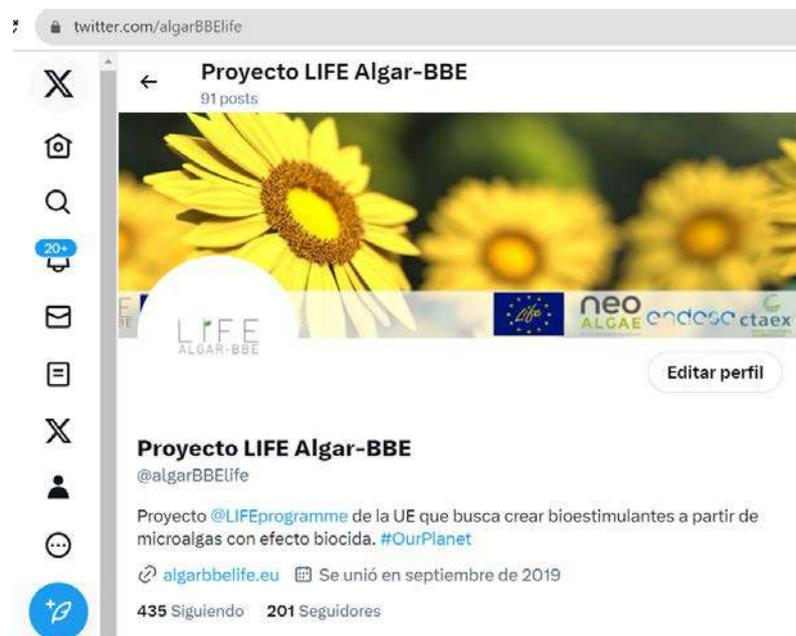 twitter.com/algarBBElife
Proyecto LIFE Algar-BBE
91 posts
LIFE
ALGAR-BBE
Life
neo
ALGAE
endesa
ctaex
Editar perfil
20+
Proyecto LIFE Algar-BBE
@algarBBElife
Proyecto @LIFEprogramme de la UE que busca crear bioestimulantes a partir de
microalgas con efecto biocida. #OurPlanet
algarbbelife.eu Se unió en septiembre de 2019
435 Siguiendo 201 Seguidores